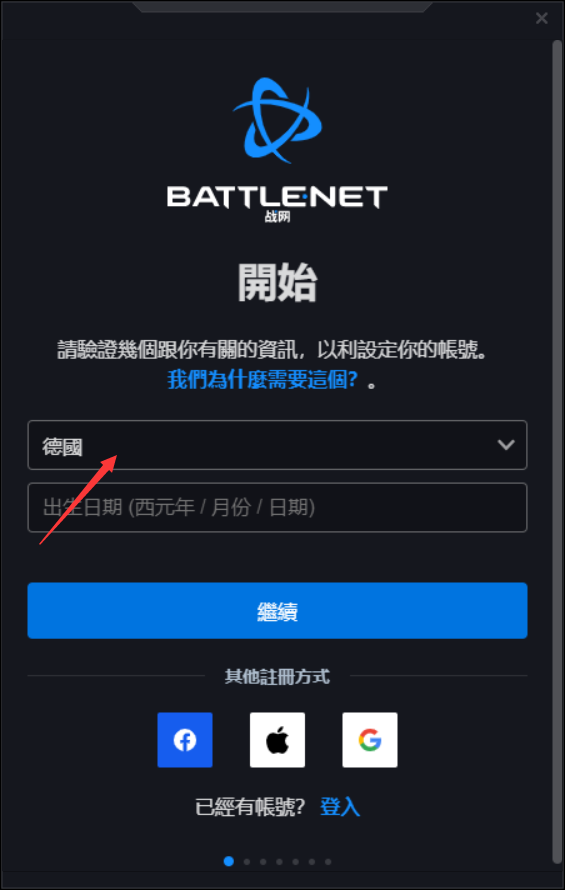 BATTLE.NET
战网
開始
請驗證幾個跟你有關的資訊，以利設定你的帳號。
我們為什麼需要這個？。
德國
出生日期 (西元年 / 月份 / 日期)
繼續
其他註冊方式
已經有帳號？ 登入